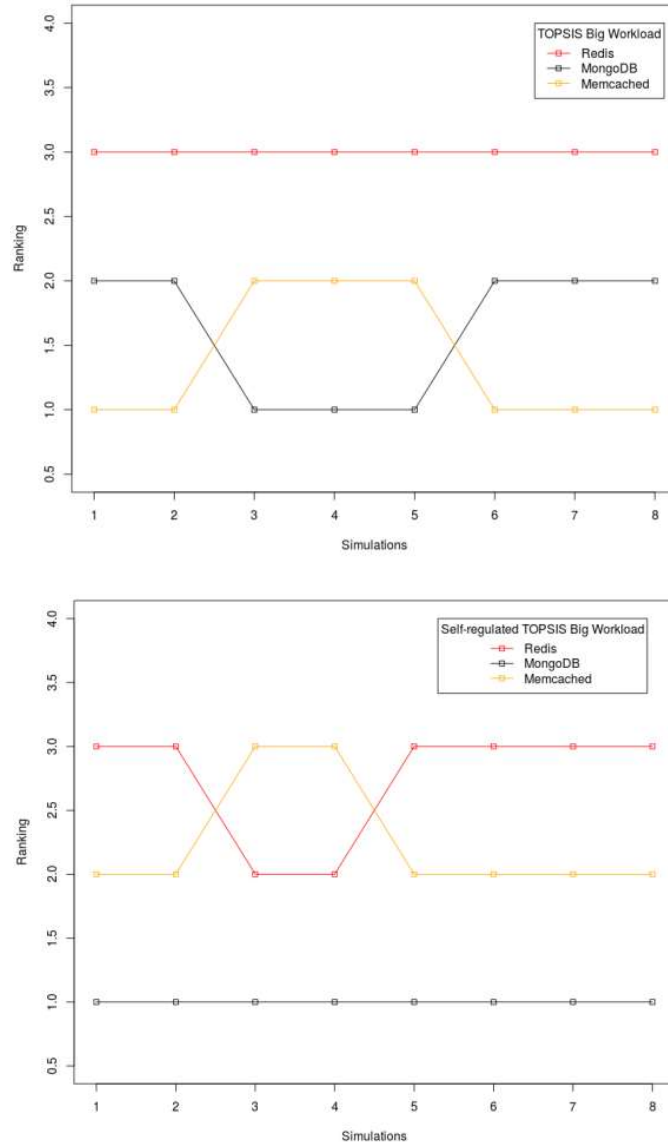 TOPSIS Big Workload
Redis
MongoDB
Memcached
4.0
3.5
3.0
2.5
2.0
1.5
1.0
0.5
Ranking
1 2 3 4 5 6 7 8
Simulations
Self-regulated TOPSIS Big Workload
Redis
MongoDB
Memcached
4.0
3.5
3.0
2.5
2.0
1.5
1.0
0.5
Ranking
1 2 3 4 5 6 7 8
Simulations